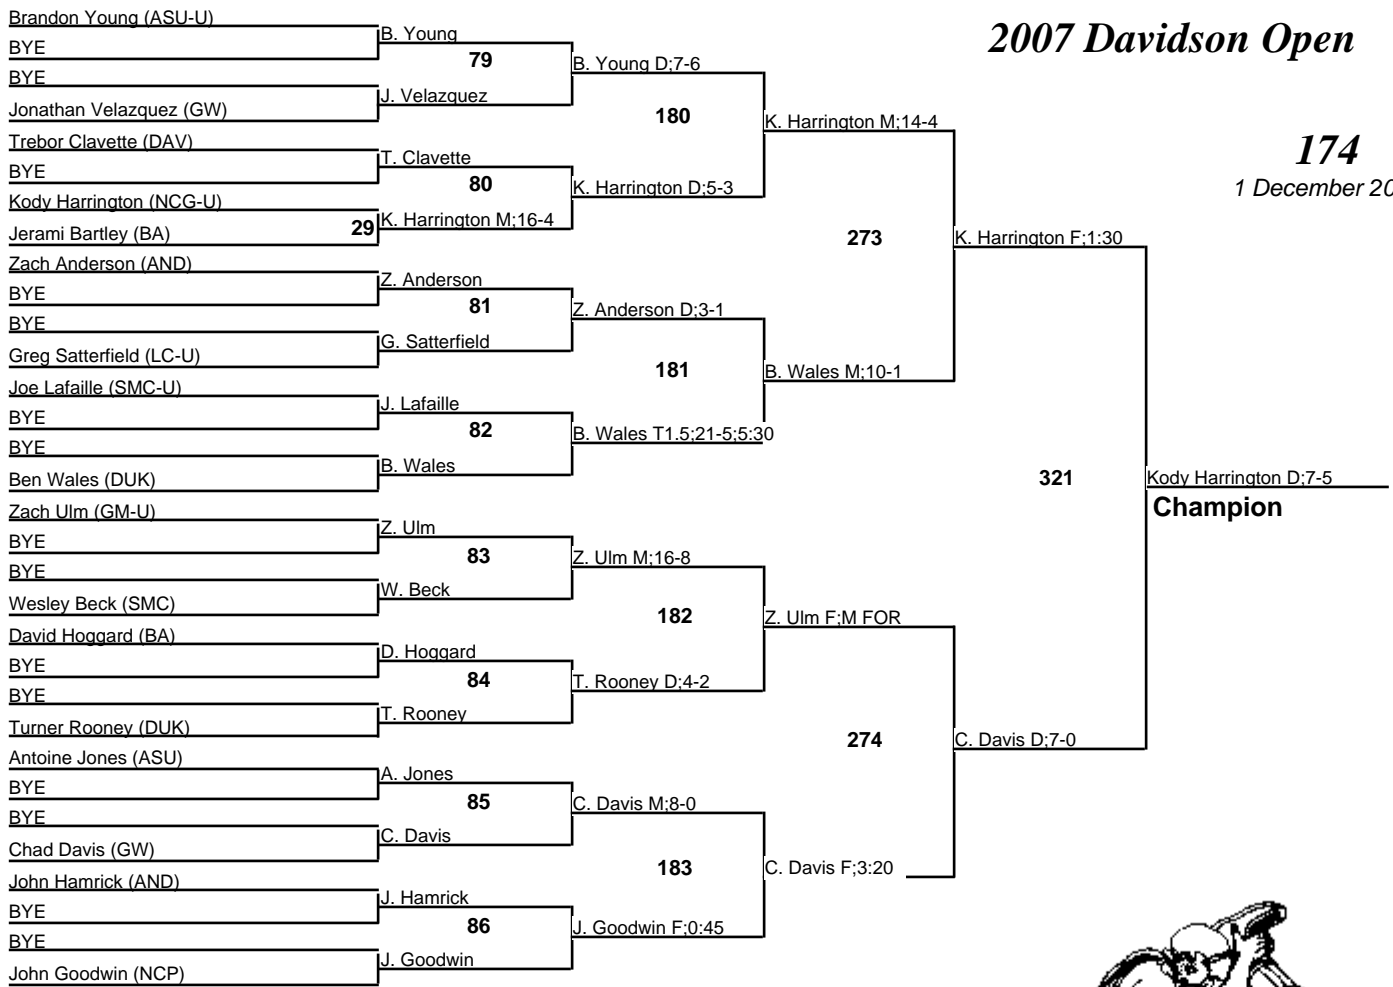 2007 Davidson Open
174
1 December 20
Brandon Young (ASU-U)
BYE
BYE
Jonathan Velazquez (GW)
Trebor Clavette (DAV)
BYE
Kody Harrington (NCG-U)
Jerami Bartley (BA)
Zach Anderson (AND)
BYE
BYE
Greg Satterfield (LC-U)
Joe Lafaille (SMC-U)
BYE
BYE
Ben Wales (DUK)
Zach Ulm (GM-U)
BYE
BYE
Wesley Beck (SMC)
David Hoggard (BA)
BYE
BYE
Turner Rooney (DUK)
Antoine Jones (ASU)
BYE
BYE
Chad Davis (GW)
John Hamrick (AND)
BYE
BYE
John Goodwin (NCP)
29
B. Young
79
J. Velazquez
T. Clavette
80
K. Harrington M;16-4
Z. Anderson
81
G. Satterfield
J. Lafaille
82
B. Wales
Z. Ulm
83
W. Beck
D. Hoggard
84
T. Rooney
A. Jones
85
C. Davis
J. Hamrick
86
J. Goodwin
B. Young D;7-6
180
K. Harrington D;5-3
Z. Anderson D;3-1
181
B. Wales T1.5;21-5;5:30
Z. Ulm M;16-8
182
T. Rooney D;4-2
C. Davis M;8-0
183
J. Goodwin F;0:45
K. Harrington M;14-4
273
B. Wales M;10-1
Z. Ulm F;M FOR
274
C. Davis F;3:20
K. Harrington F;1:30
321
C. Davis D;7-0
Kody Harrington D;7-5
Champion